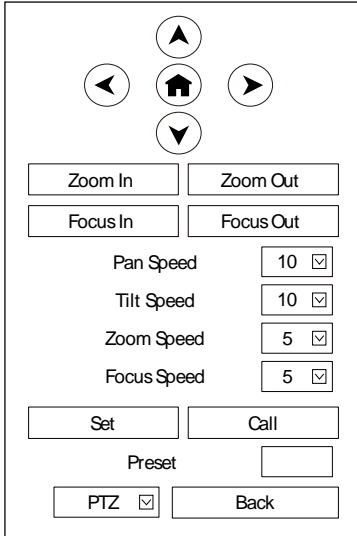 Zoom In Zoom Out
Focus In Focus Out
Pan Speed 10
Tilt Speed 10
Zoom Speed 5
Focus Speed 5
Set Call
Preset
PTZ Back